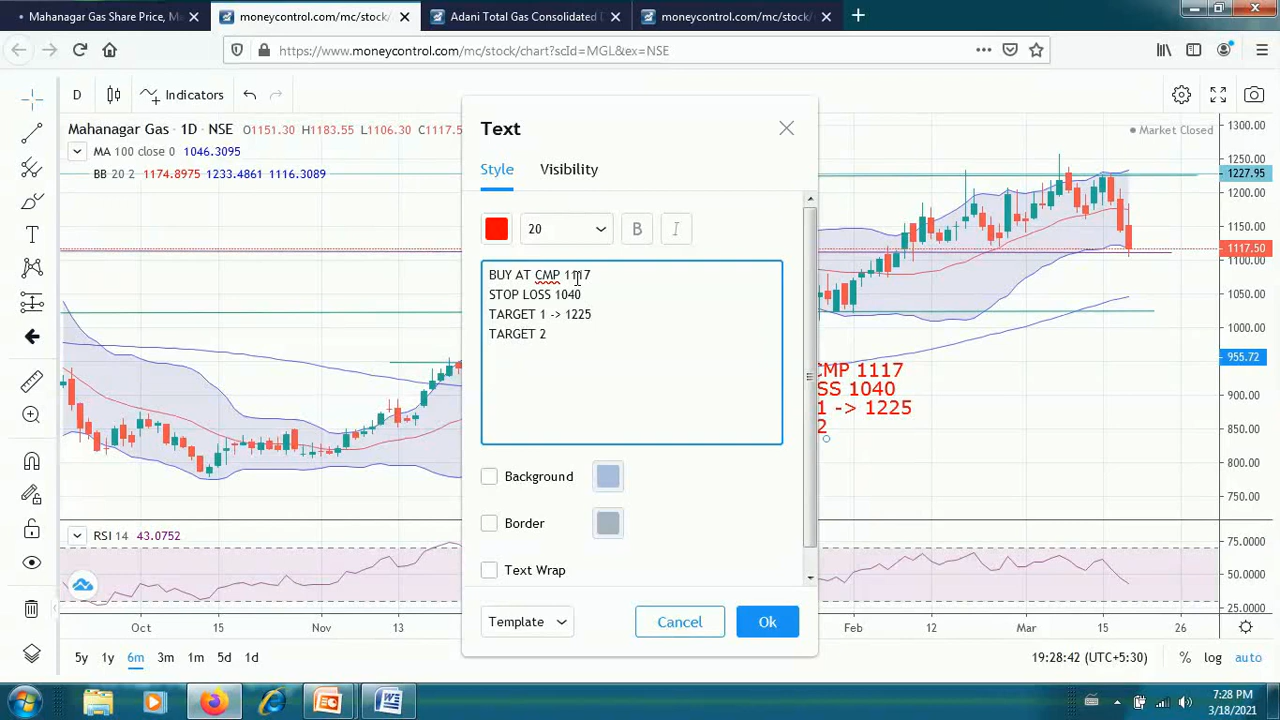 Mahanagar Gas Share Price, M
moneycontrol.com/mc/stock/
Adani Total Gas Consolidated
moneycontrol.com/mc/stock/
https://www.moneycontrol.com/mc/stock/chart?scId=MGL&ex=NSE
D
Indicators
Mahanagar Gas · 1D · NSE O1151.30 H1183.55 L1106.30 C1117.5
MA 100 close 0 1046.3095
BB 20 2 1174.8975 1233.4861 1116.3089
Market Closed
Text
Style Visibility
20
B
I
BUY AT CMP 1117
STOP LOSS 1040
TARGET 1 -> 1225
TARGET 2
Background
Border
Text Wrap
Template
Cancel
Ok
CMP 1117
SS 1040
1 -> 1225
2
1300.00
1250.00
1227.95
1200.00
1150.00
1117.50
1100.00
1050.00
1000.00
955.72
900.00
850.00
800.00
750.00
RSI 14 43.0752
75.0000
50.0000
25.0000
Oct 18 Nov 13 Feb 12 Mar 15 26
5y 1y 6m 3m 1m 5d 1d
19:28:42 (UTC+5:30) % log auto
7:28 PM
3/18/2021